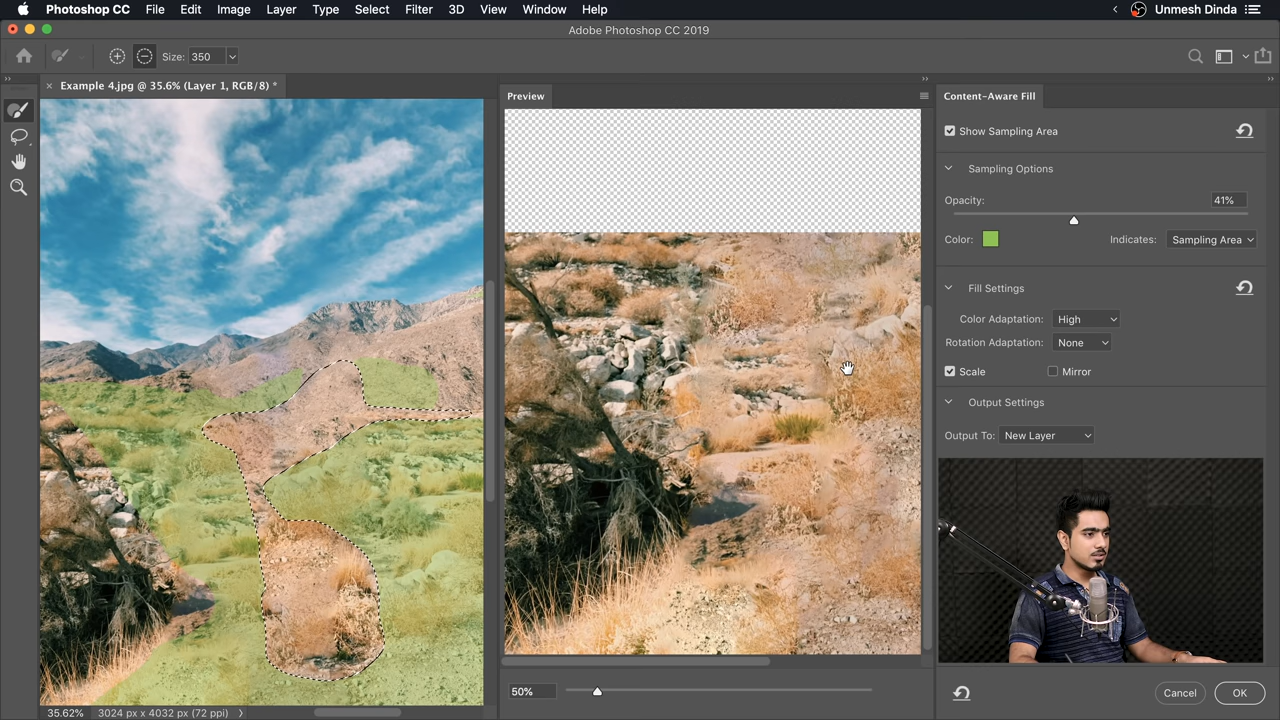 Photoshop CC File Edit Image Layer Type Select Filter 3D View Window Help Unmesh Dinda
Adobe Photoshop CC 2019
Size: 350
Example 4.jpg @ 35.6% (Layer 1, RGB/8) *
Preview
Content-Aware Fill
Show Sampling Area
Sampling Options
Opacity: 41%
Color: Indicates: Sampling Area
Fill Settings
Color Adaptation: High
Rotation Adaptation: None
Scale Mirror
Output Settings
Output To: New Layer
50%
Cancel OK
35.62% 3024 px x 4032 px (72 ppi)